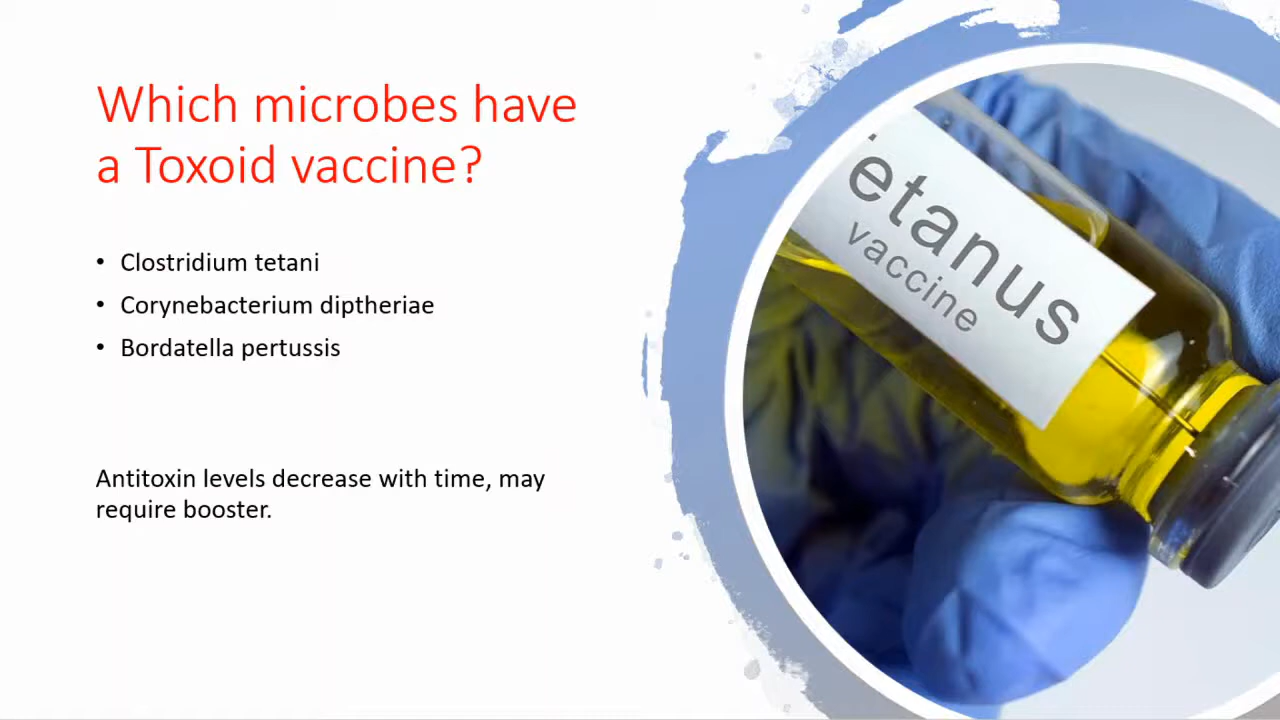 Which microbes have
a Toxoid vaccine?
• Clostridium tetani
• Corynebacterium diptheriae
• Bordatella pertussis
Antitoxin levels decrease with time, may
require booster.
etanus
vaccine